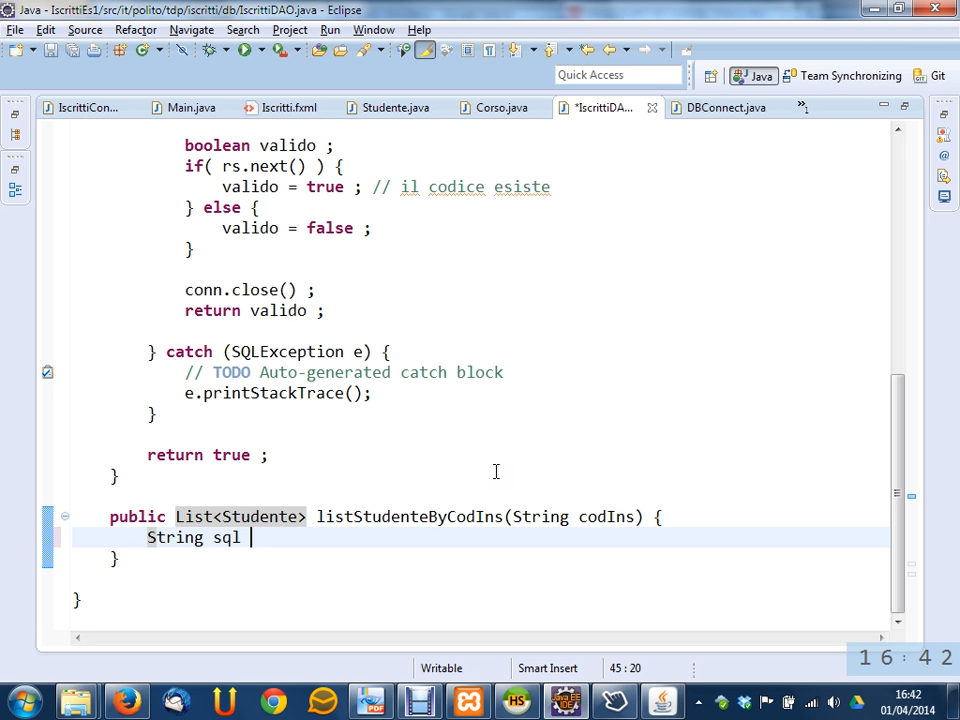 Java - IscrittiEs1/src/it/polito/tdp/iscritti/db/IscrittiDAO.java - Eclipse
File Edit Source Refactor Navigate Search Project Run Window Help
Quick Access Java Team Synchronizing Git
IscrittiCon... Main.java Iscritti.fxml Studente.java Corso.java *IscrittiDA... DBConnect.java »1
boolean valido ;
if( rs.next() ) {
valido = true ; // il codice esiste
} else {
valido = false ;
}
conn.close() ;
return valido ;
} catch (SQLException e) {
// TODO Auto-generated catch block
e.printStackTrace();
}
return true ;
}
public List<Studente> listStudenteByCodIns(String codIns) {
String sql
}
}
16:42
Writable Smart Insert 45 : 20
16:42
01/04/2014